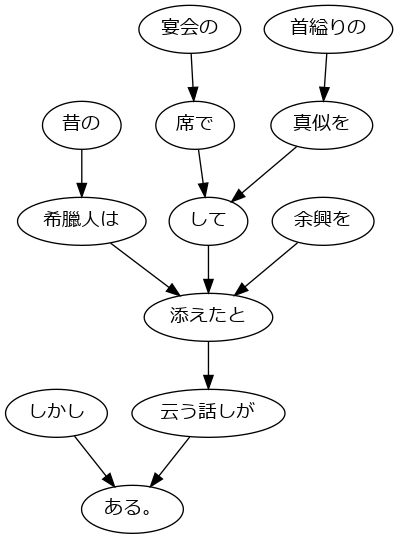 宴会の
首縊りの
昔の
席で
真似を
希臘人は
して
余興を
添えたと
しかし
云う話しが
ある。